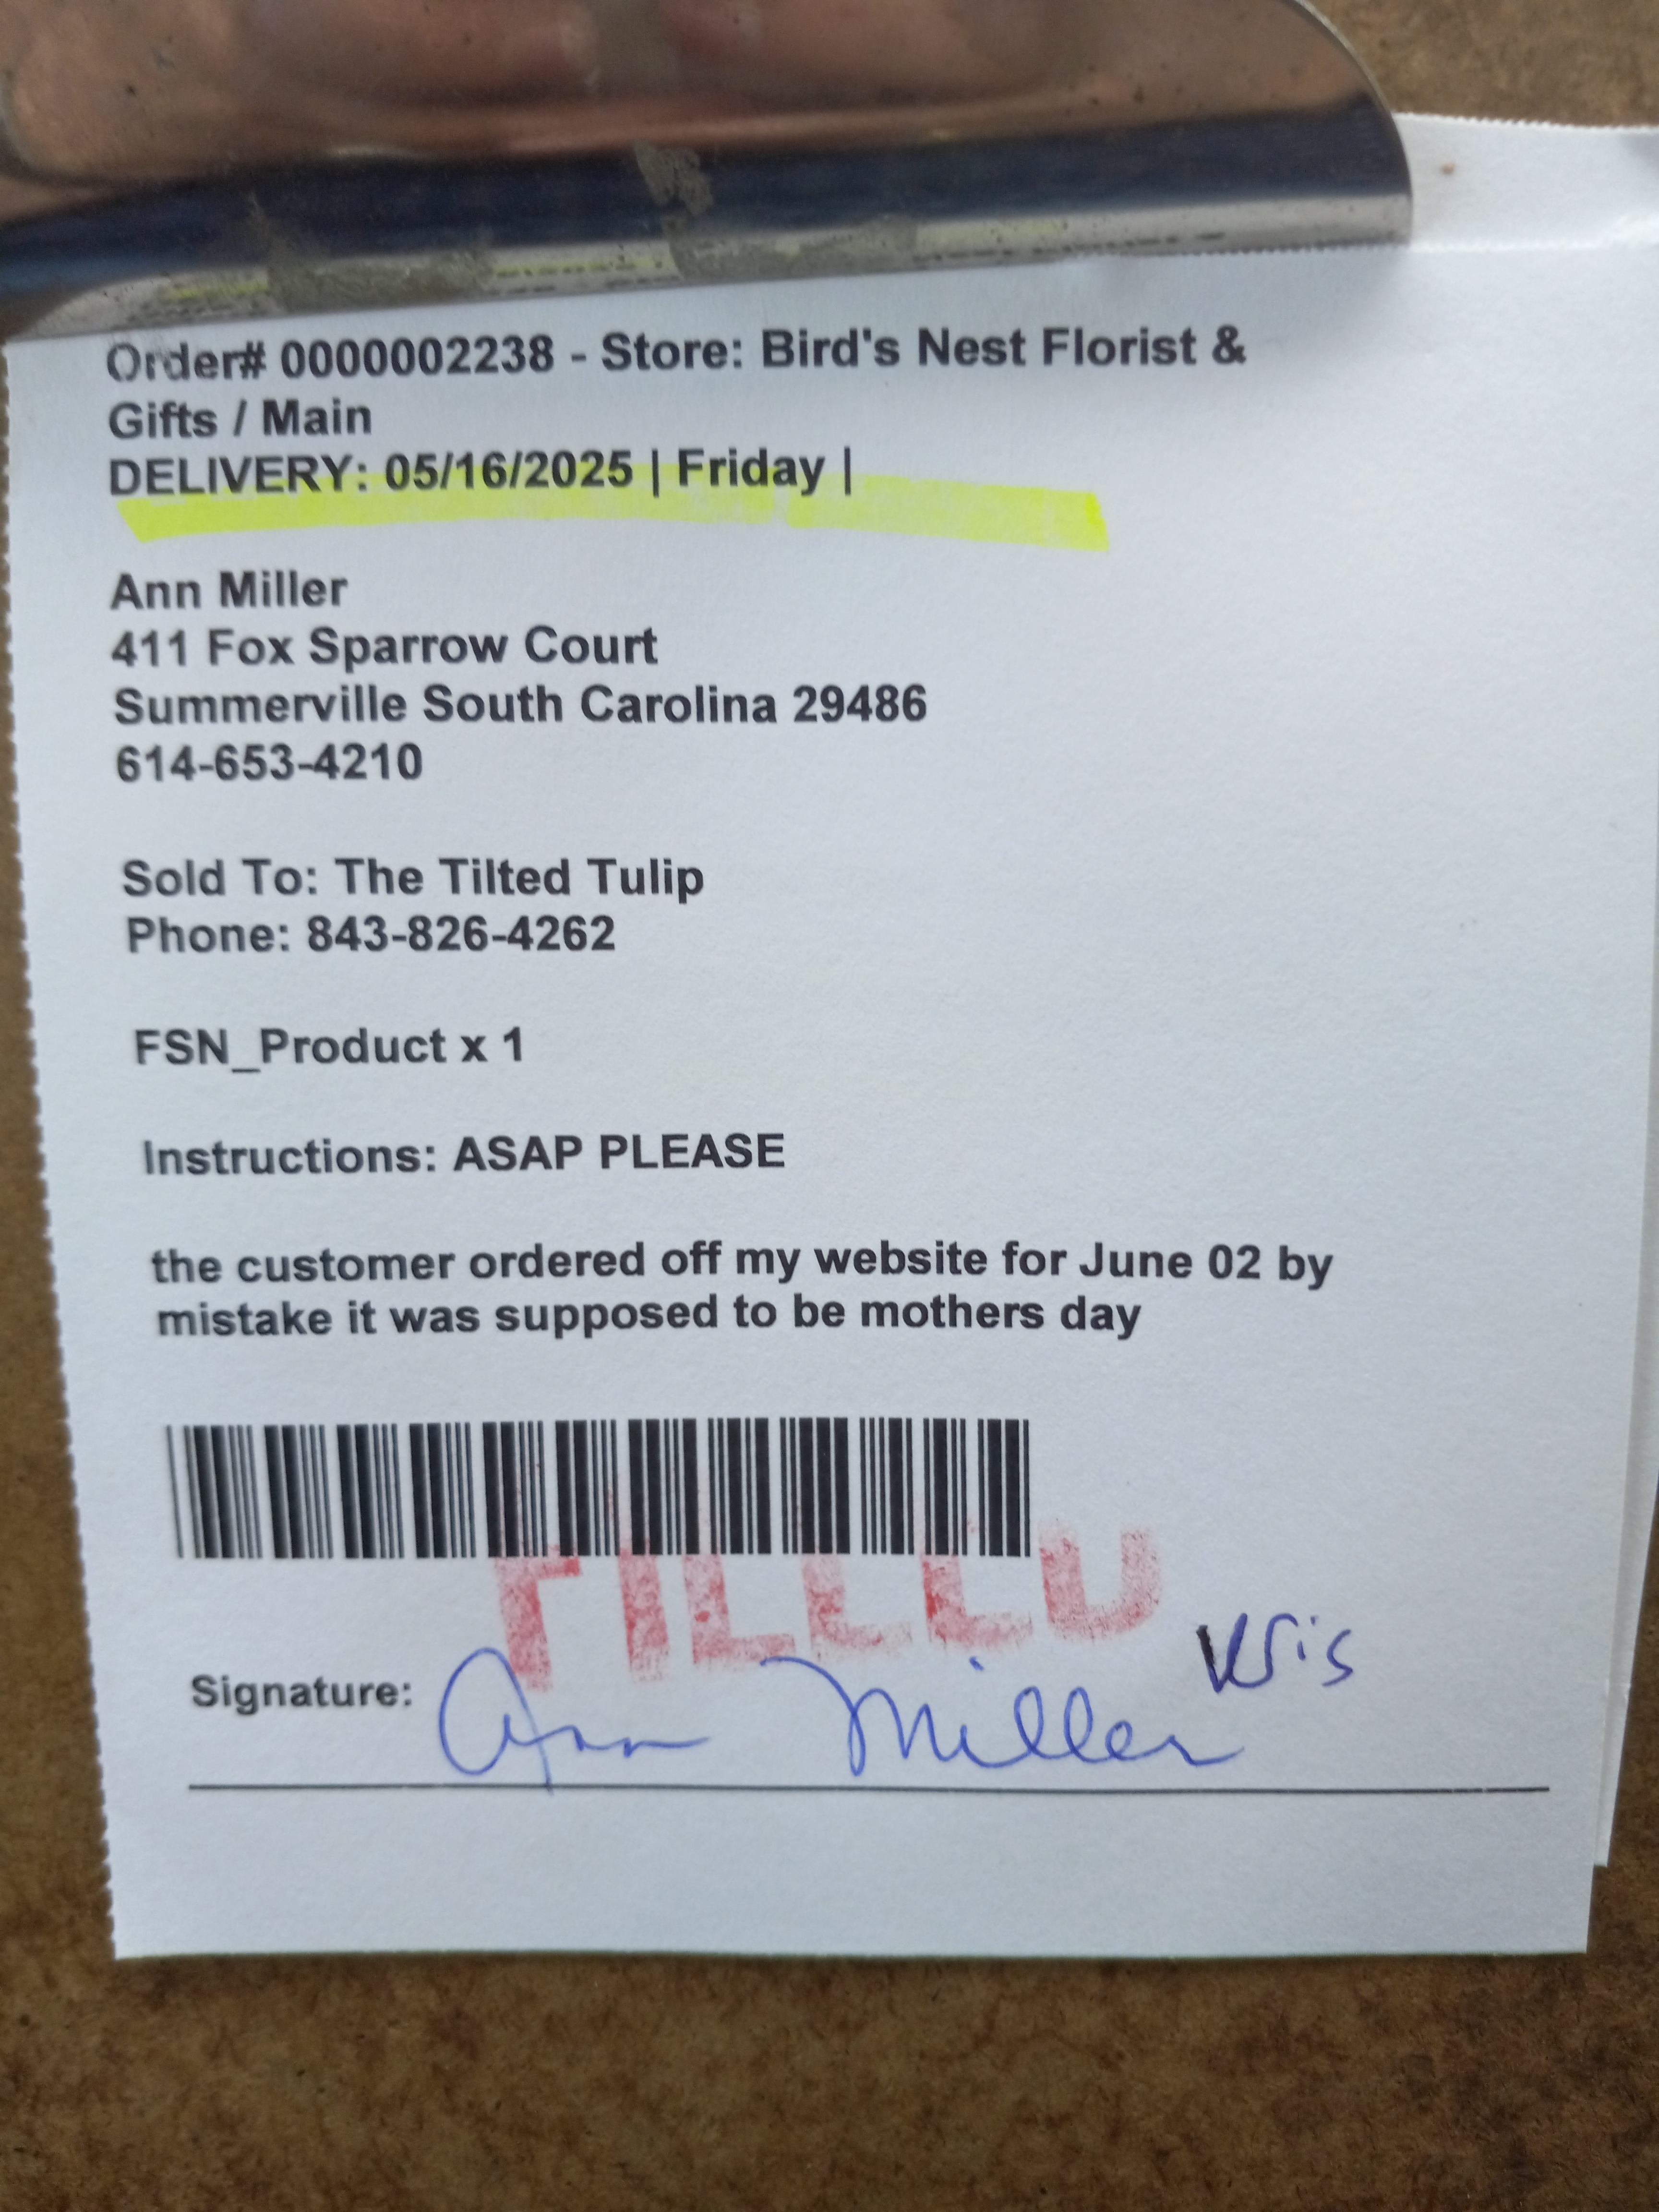 Order# 0000002238 - Store: Bird's Nest Florist &
Gifts / Main
DELIVERY: 05/16/2025 | Friday |
Ann Miller
411 Fox Sparrow Court
Summerville South Carolina 29486
614-653-4210
Sold To: The Tilted Tulip
Phone: 843-826-4262
FSN_Product x 1
Instructions: ASAP PLEASE
the customer ordered off my website for June 02 by
mistake it was supposed to be mothers day
FILLED
Kris
Signature: Ann Miller